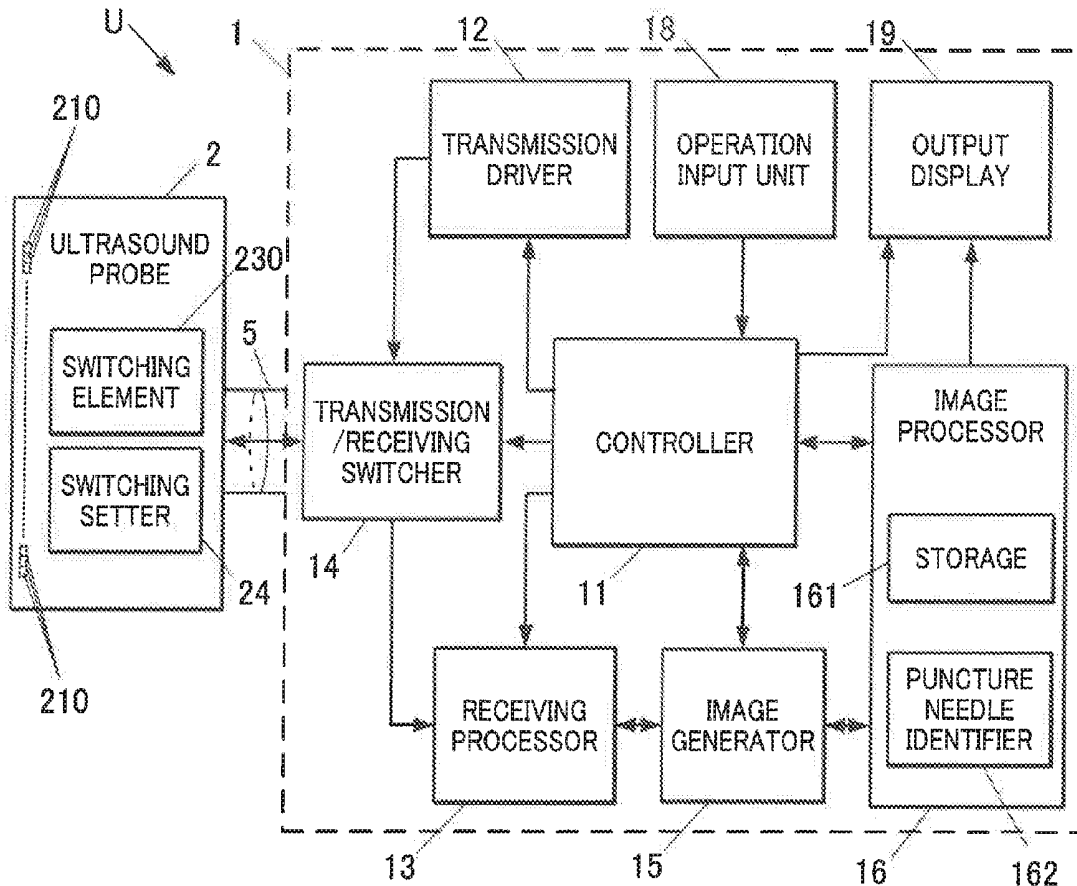 U
1
12
18
19
210
2
TRANSMISSION
DRIVER
OPERATION
INPUT UNIT
OUTPUT
DISPLAY
ULTRASOUND
PROBE
230
5
SWITCHING
ELEMENT
SWITCHING
SETTER
24
210
TRANSMISSION
/RECEIVING
SWITCHER
14
CONTROLLER
11
IMAGE
PROCESSOR
STORAGE
161
PUNCTURE
NEEDLE
IDENTIFIER
RECEIVING
PROCESSOR
IMAGE
GENERATOR
13
15
16
162